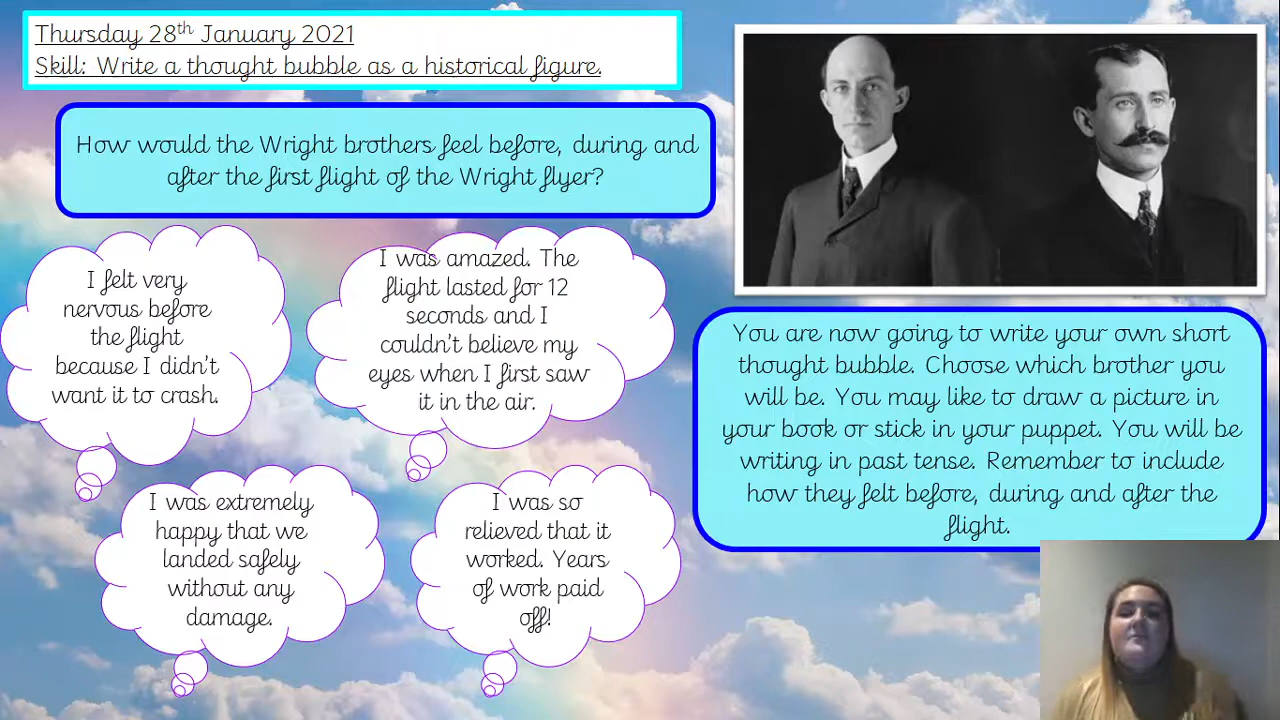 Thursday 28th January 2021
Skill: Write a thought bubble as a historical figure.
How would the Wright brothers feel before, during and
after the first flight of the Wright flyer?
I felt very
nervous before
the flight
because I didn't
want it to crash.
I was amazed. The
flight lasted for 12
seconds and I
couldn't believe my
eyes when I first saw
it in the air.
I was extremely
happy that we
landed safely
without any
damage.
I was so
relieved that it
worked. Years
of work paid
off!
You are now going to write your own short
thought bubble. Choose which brother you
will be. You may like to draw a picture in
your book or stick in your puppet. You will be
writing in past tense. Remember to include
how they felt before, during and after the
flight.